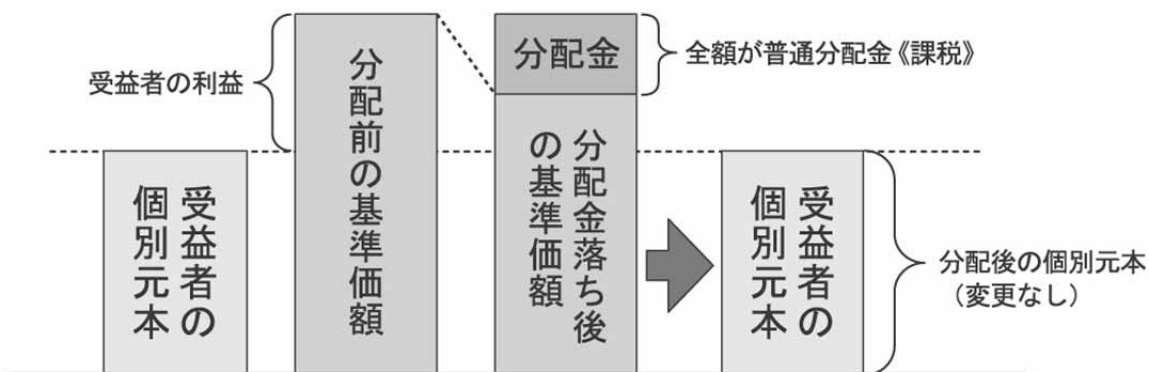 受益者の利益
受益者の
個別元本
分配前の基準価額
分配金
全額が普通分配金《課税》
分配金落ち後
の基準価額
受益者の
個別元本
分配後の個別元本
（変更なし）